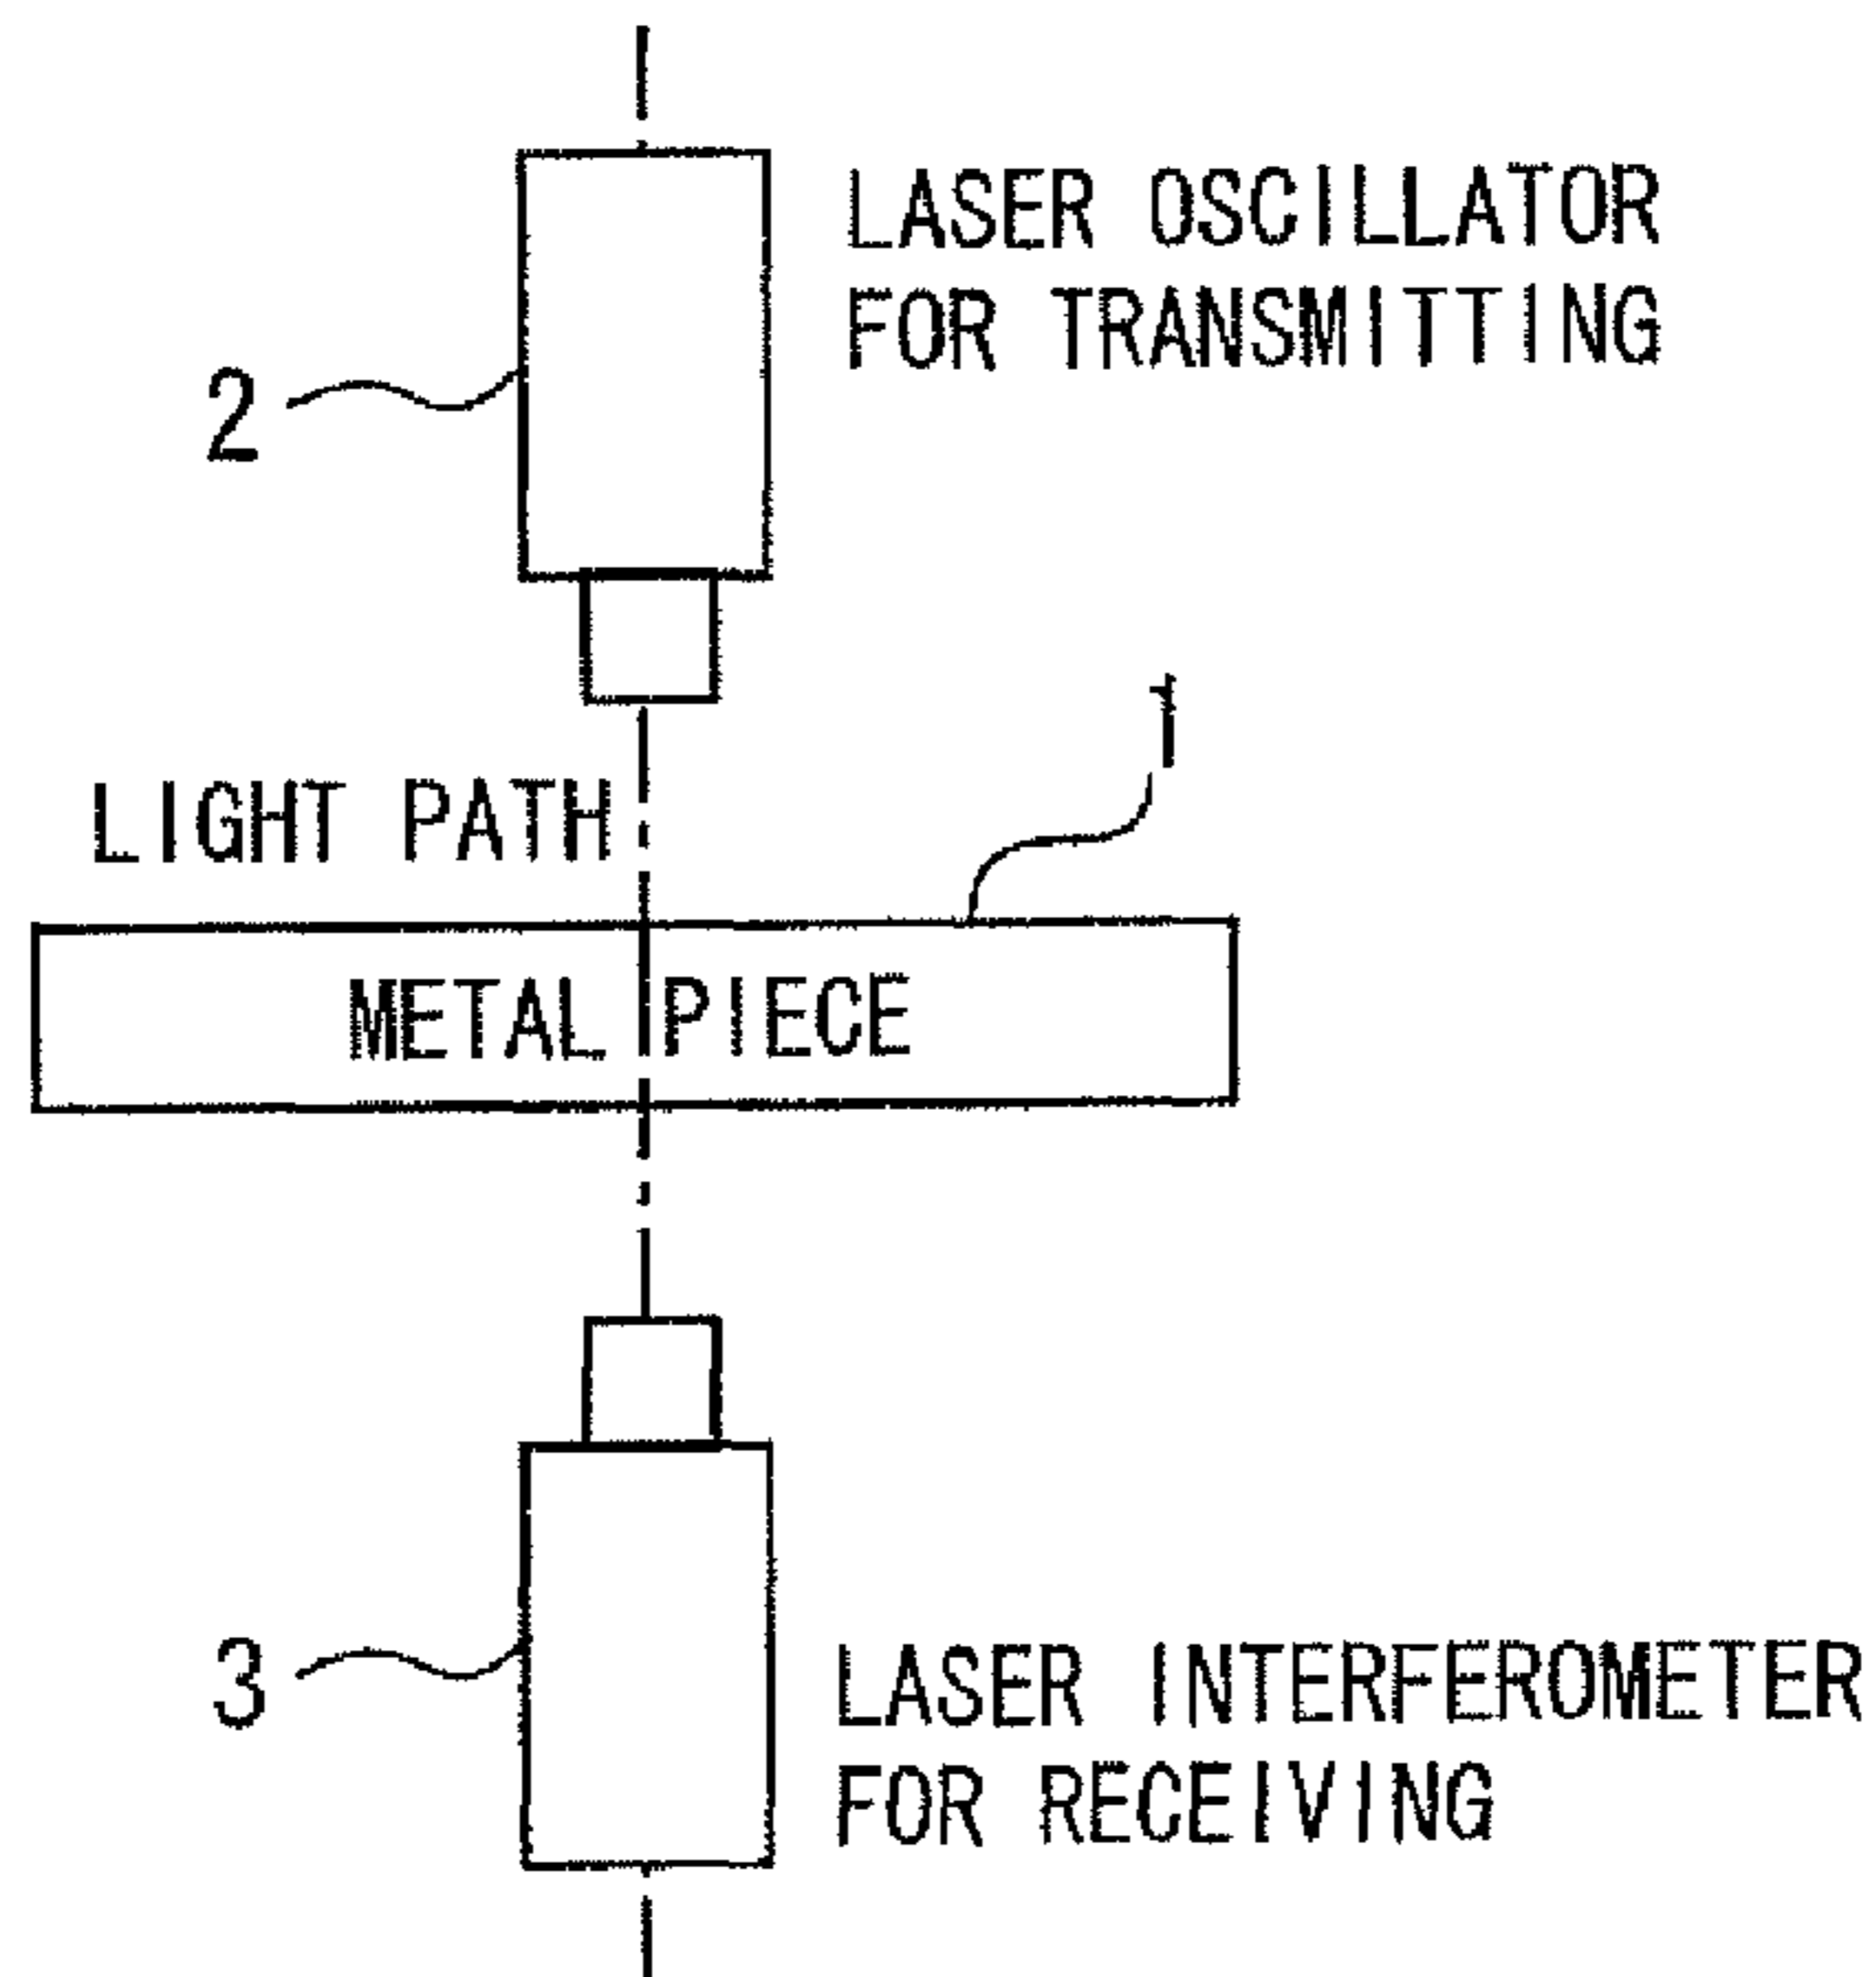 LASER OSCILLATOR
FOR TRANSMITTING
2
1
LIGHT PATH
METAL PIECE
3
LASER INTERFEROMETER
FOR RECEIVING